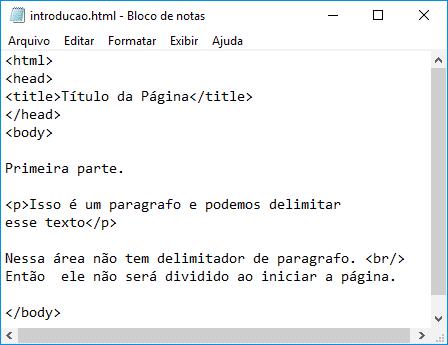 introducao.html - Bloco de notas
Arquivo Editar Formatar Exibir Ajuda
<html>
<head>
<title>Título da Página</title>
</head>
<body>
Primeira parte.
<p>Isso é um paragrafo e podemos delimitar
esse texto</p>
Nessa área não tem delimitador de paragrafo. <br/>
Então  ele não será dividido ao iniciar a página.
</body>